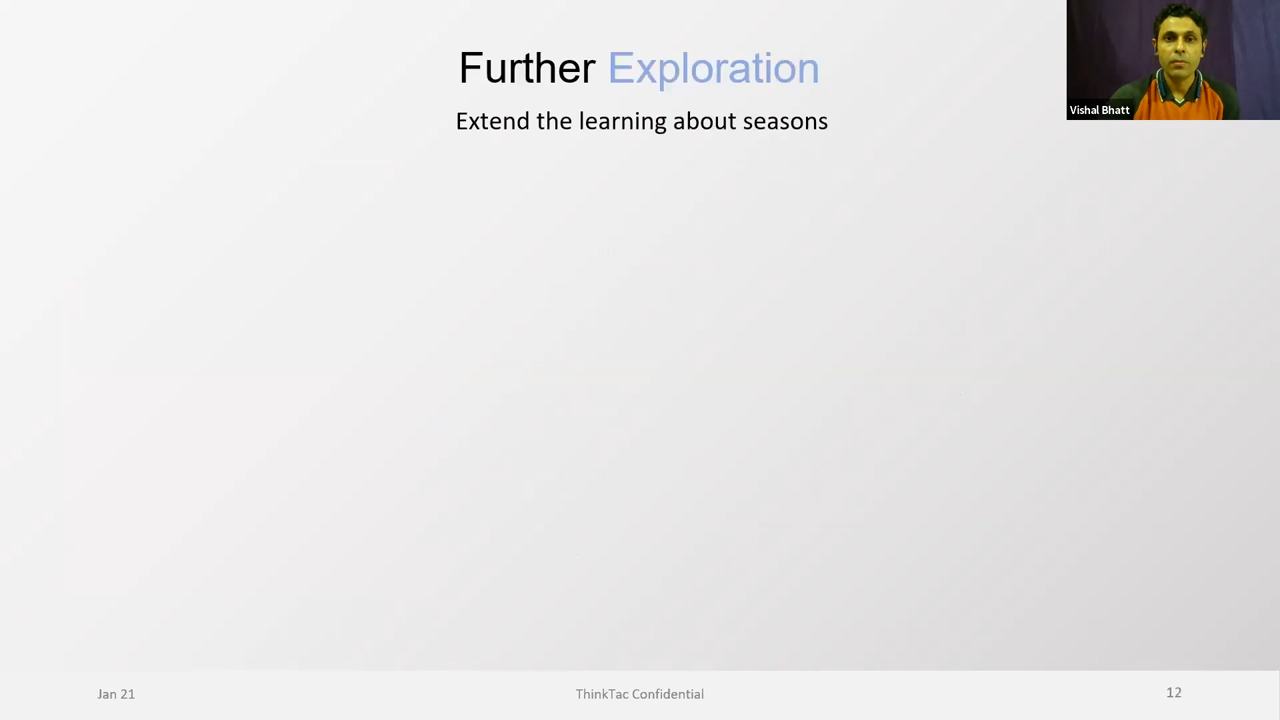 Further Exploration
Extend the learning about seasons
Vishal Bhatt
Jan 21
ThinkTac Confidential
12